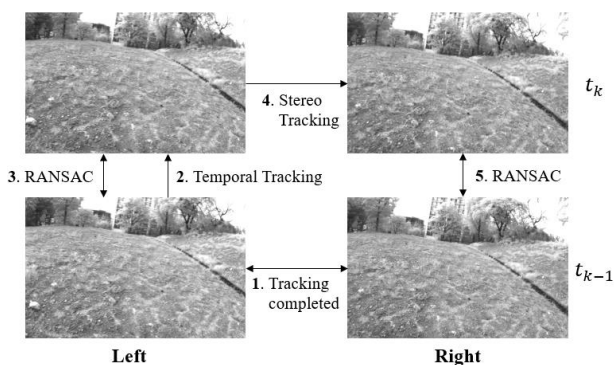 4. Stereo
Tracking
t_k
3. RANSAC
2. Temporal Tracking
5. RANSAC
1. Tracking
completed
t_{k-1}
Left
Right